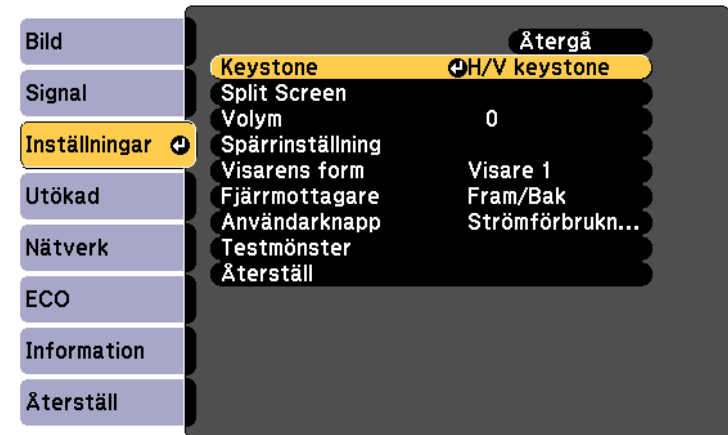 Bild
Signal
Inställningar
Utökad
Nätverk
ECO
Information
Återställ
Återgå
Keystone H/V keystone
Split Screen
Volym 0
Spärrinställning
Visarens form Visare 1
Fjärrmottagare Fram/Bak
Användarknapp Strömförbrukn...
Testmönster
Återställ